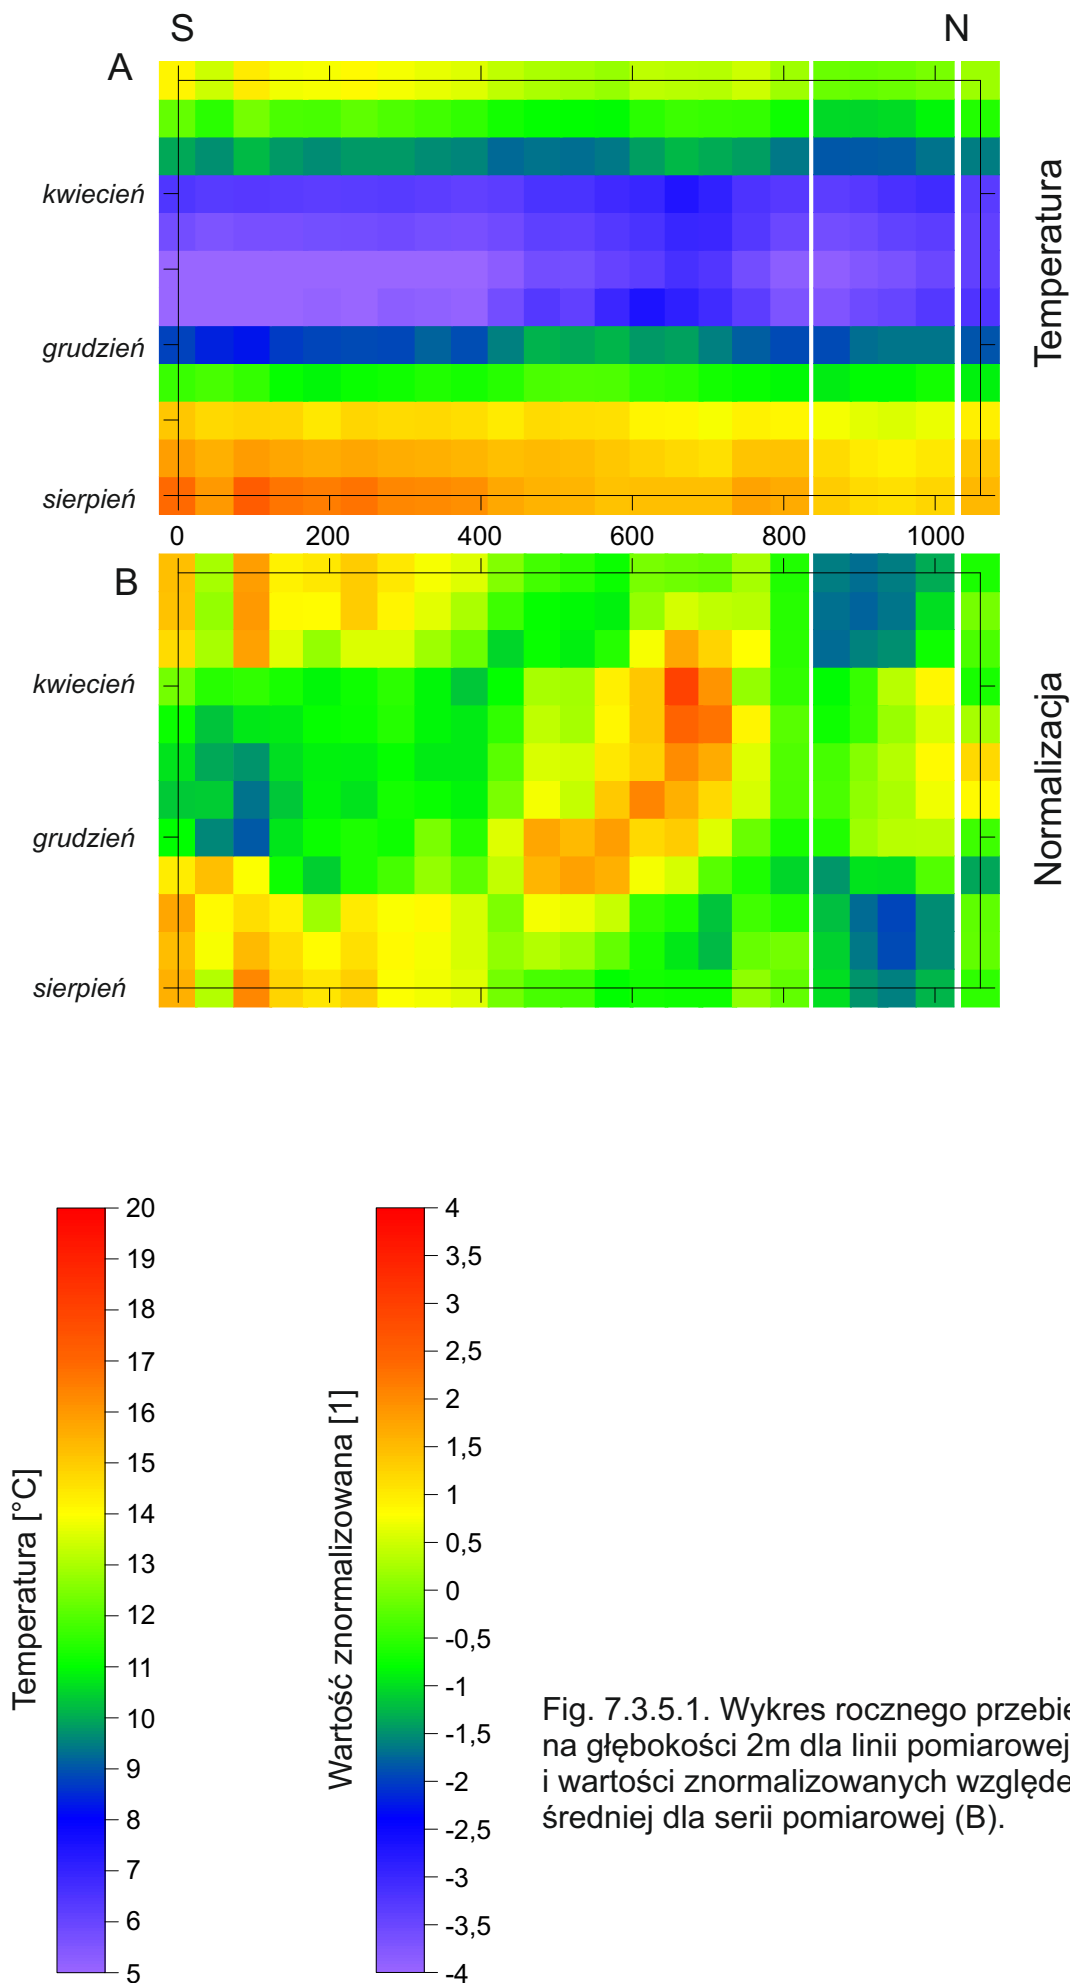 S N
A
kwiecień
grudzień
sierpień
Temperatura
0 200 400 600 800 1000
B
kwiecień
grudzień
sierpień
Normalizacja
Temperatura [°C]
20
19
18
17
16
15
14
13
12
11
10
9
8
7
6
5
Wartość znormalizowana [1]
4
3,5
3
2,5
2
1,5
1
0,5
0
-0,5
-1
-1,5
-2
-2,5
-3
-3,5
-4
Fig. 7.3.5.1. Wykres rocznego
na głębokości 2m dla linii pomiarowej
i wartości znormalizowanych
średniej dla serii pomiarowej (B).